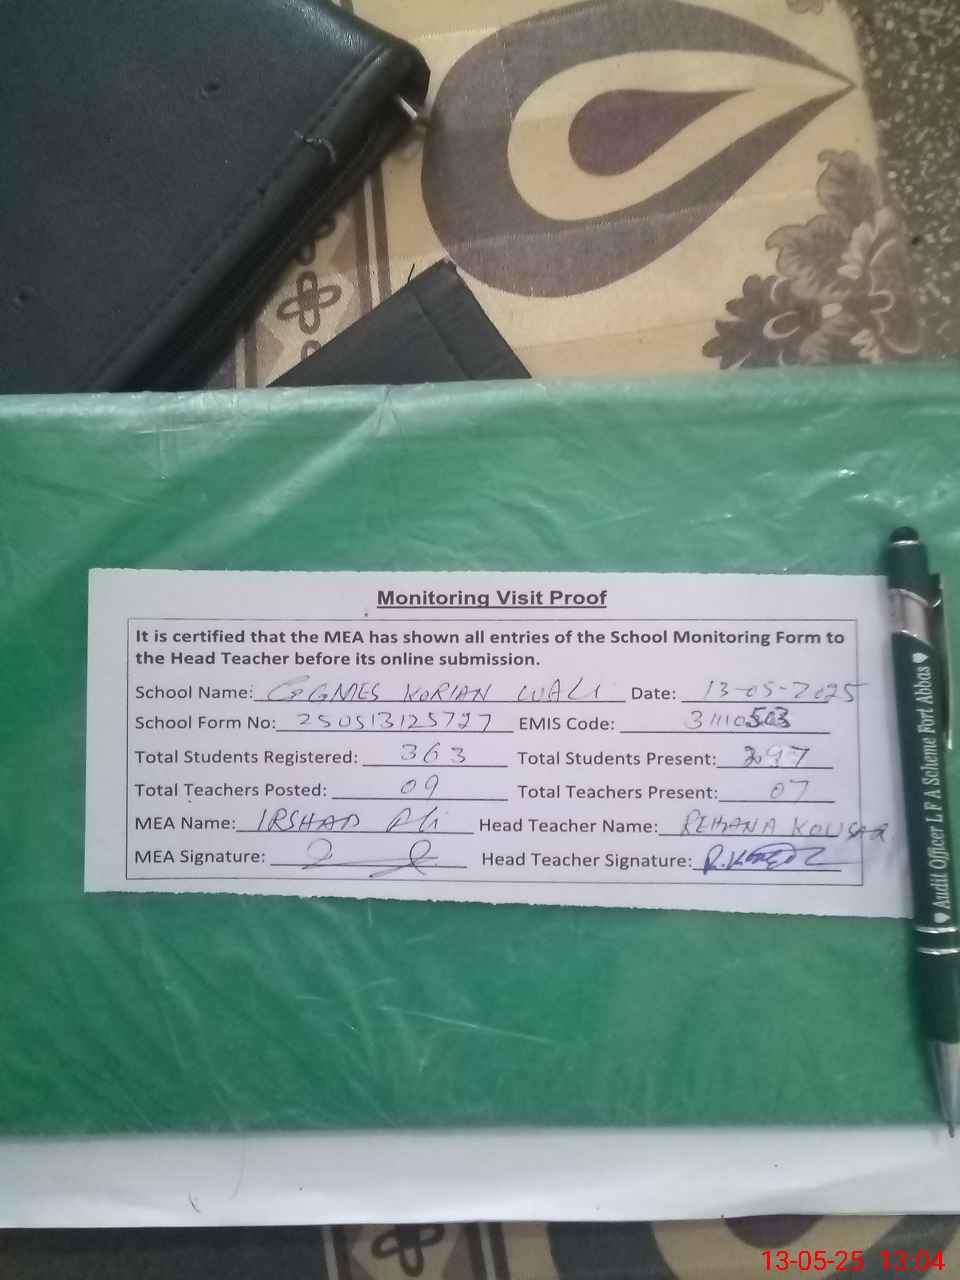 Monitoring Visit Proof
It is certified that the MEA has shown all entries of the School Monitoring Form to
the Head Teacher before its online submission.
School Name: GGMES KORIAN WALI Date: 13-05-2025
School Form No: 250513125727 EMIS Code: 31110503
Total Students Registered: 363 Total Students Present:
Total Teachers Posted: 09 Total Teachers Present: 07
MEA Name: IRSHAD Ali Head Teacher Name: REHANA KOUSAR
MEA Signature: Head Teacher Signature:
Audit Officer L F A Scheme Fort Abbas
13-05-25 13:04